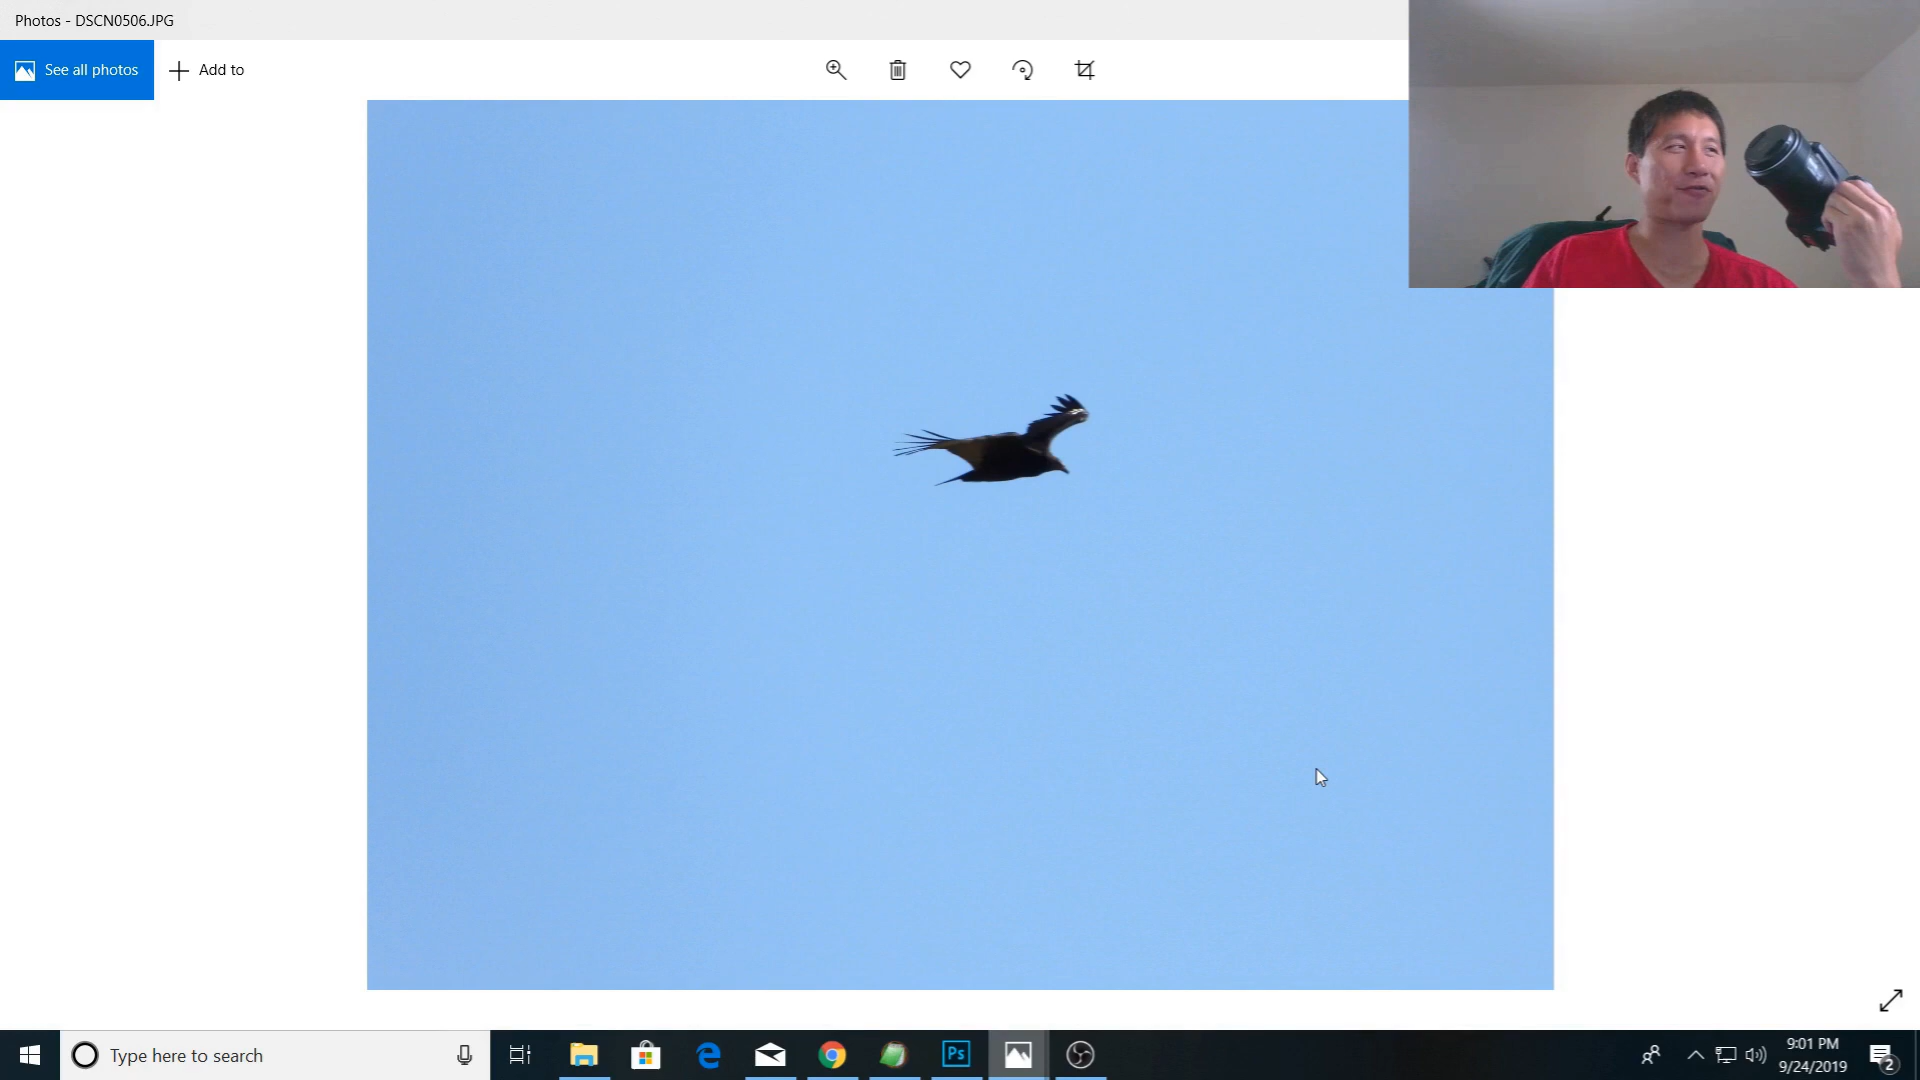 Photos - DSCN0506.JPG
See all photos
Add to
Type here to search
Ps
9:01 PM
9/24/2019
2